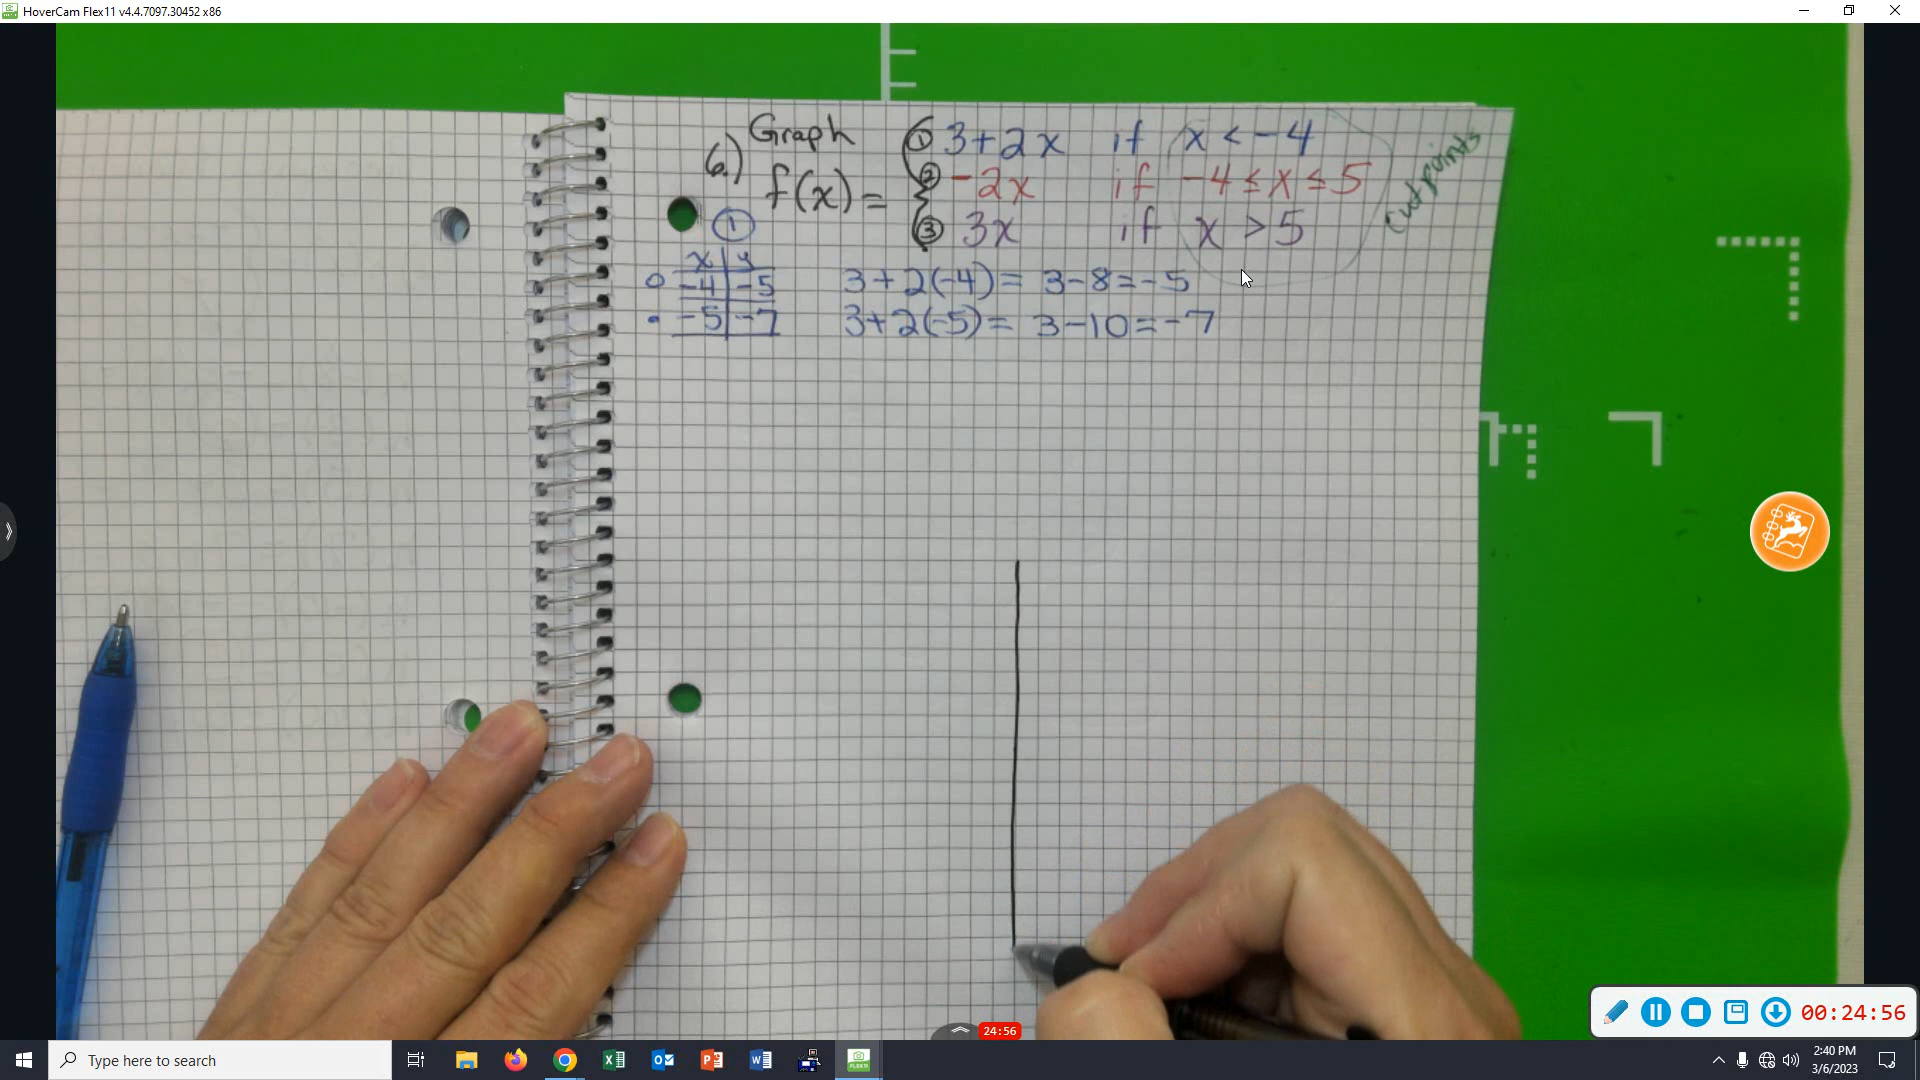 HoverCam Flex11 v4.4.7097.30452 x86
6.) Graph
f(x) = { ① 3+2x if x < -4
② -2x if -4 ≤ x ≤ 5
③ 3x if x > 5
Cut points
①
x | y
○ -4 | -5 3+2(-4) = 3-8 = -5
• -5 | -7 3+2(-5) = 3-10 = -7
24:56
00:24:56
Type here to search
2:40 PM
3/6/2023